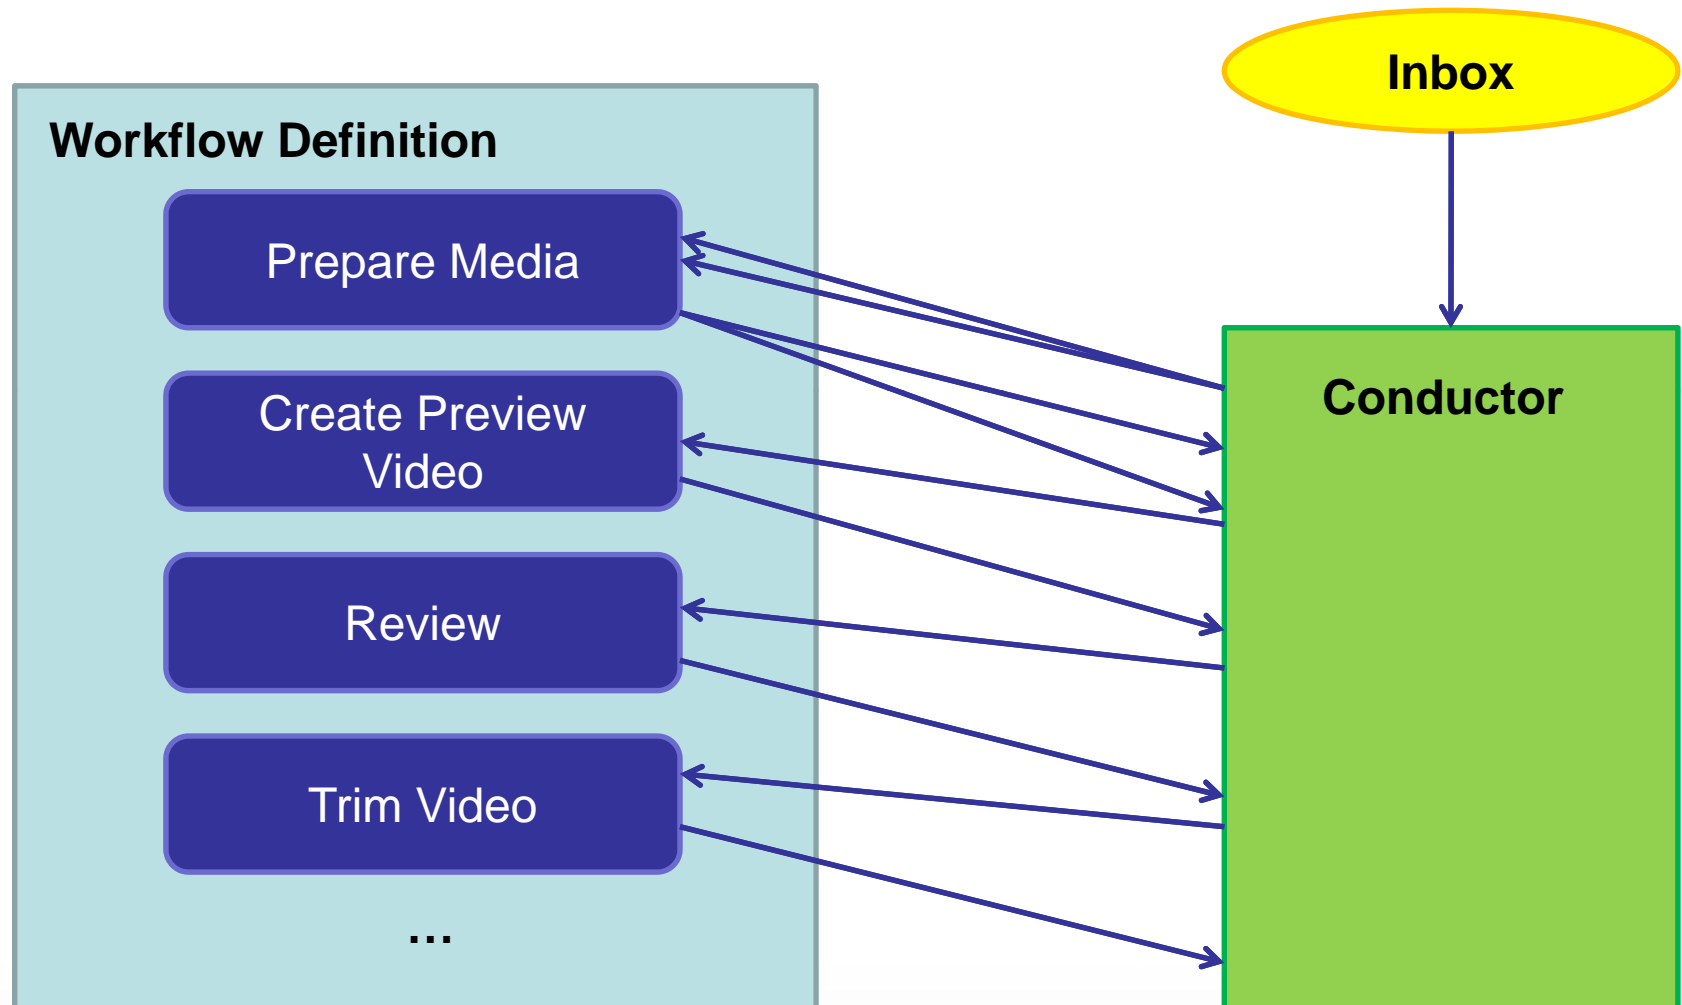 Inbox
Workflow Definition
Prepare Media
Conductor
Create Preview
Video
Review
Trim Video
...